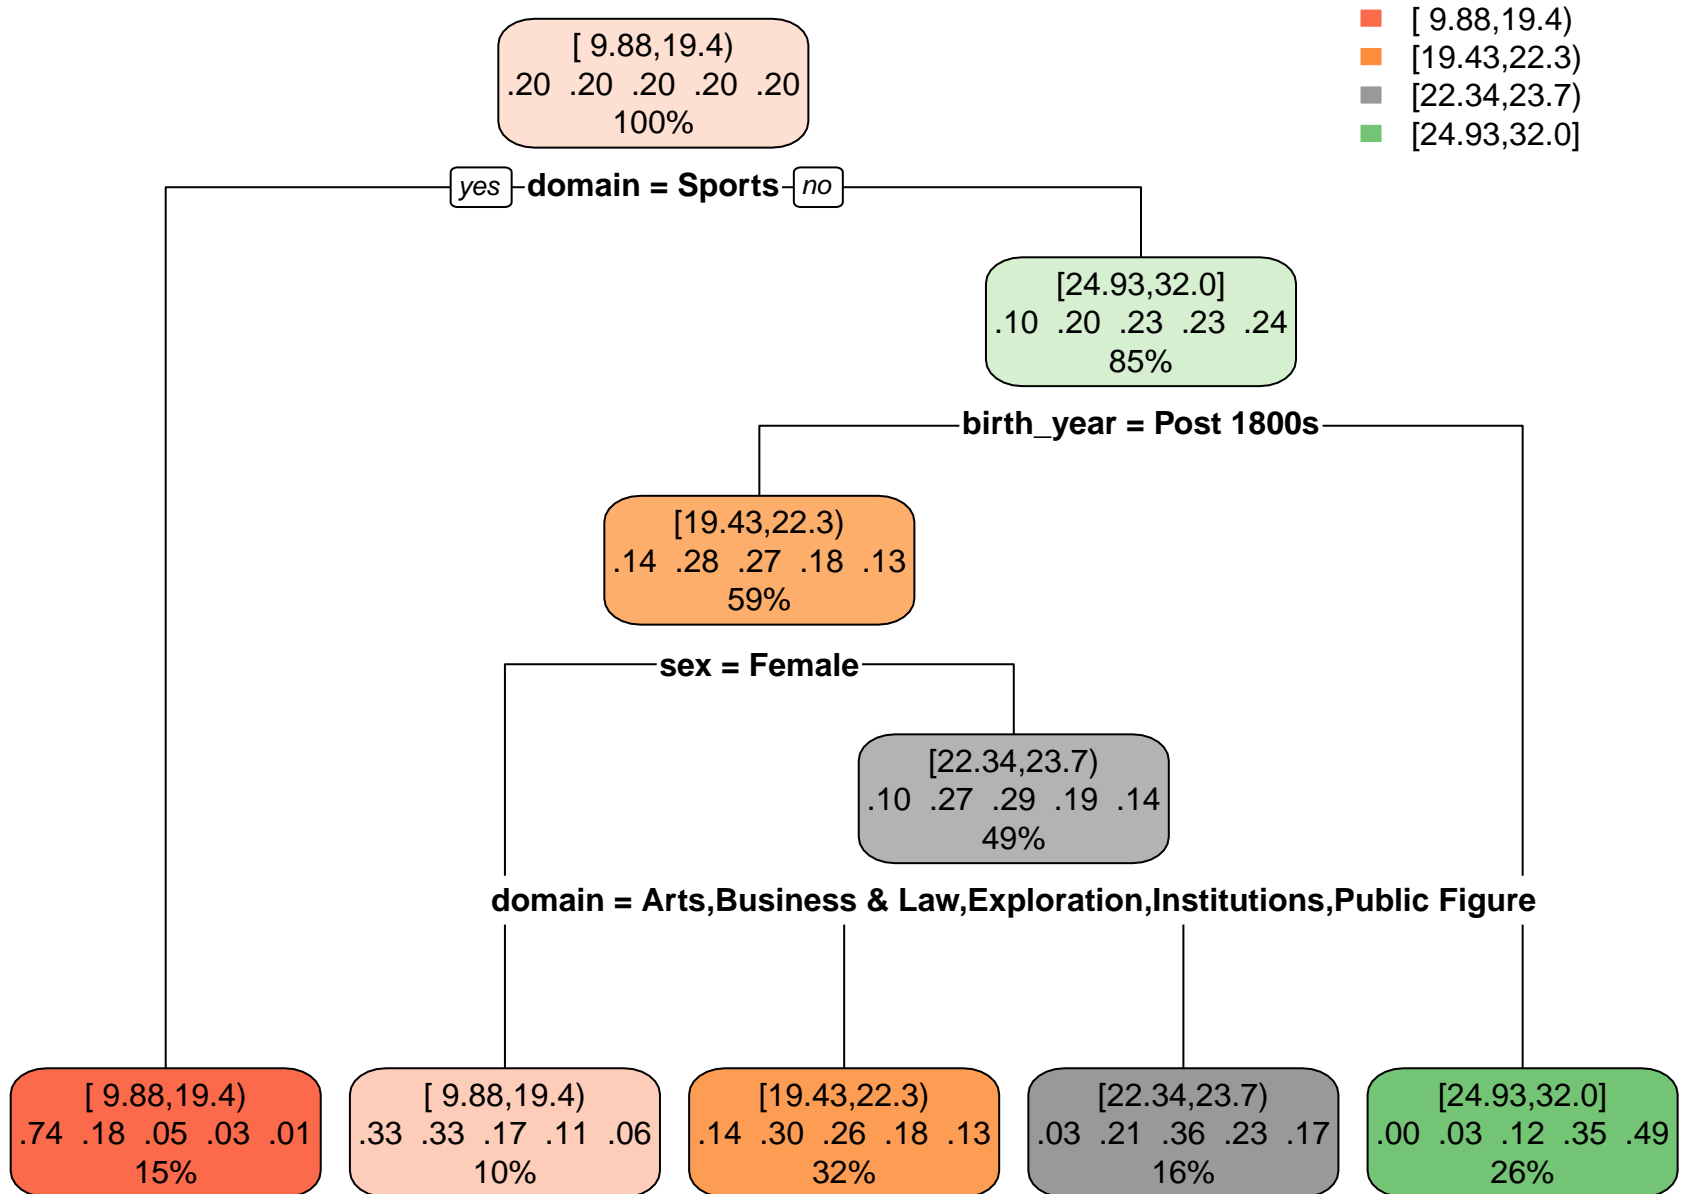 [ 9.88,19.4)
[19.43,22.3)
[22.34,23.7)
[24.93,32.0]
[ 9.88,19.4)
.20 .20 .20 .20 .20
100%
yes domain = Sports no
[24.93,32.0]
.10 .20 .23 .23 .24
85%
birth_year = Post 1800s
[19.43,22.3)
.14 .28 .27 .18 .13
59%
sex = Female
[22.34,23.7)
.10 .27 .29 .19 .14
49%
domain = Arts,Business & Law,Exploration,Institutions,Public Figure
[ 9.88,19.4)
.74 .18 .05 .03 .01
15%
[ 9.88,19.4)
.33 .33 .17 .11 .06
10%
[19.43,22.3)
.14 .30 .26 .18 .13
32%
[22.34,23.7)
.03 .21 .36 .23 .17
16%
[24.93,32.0]
.00 .03 .12 .35 .49
26%